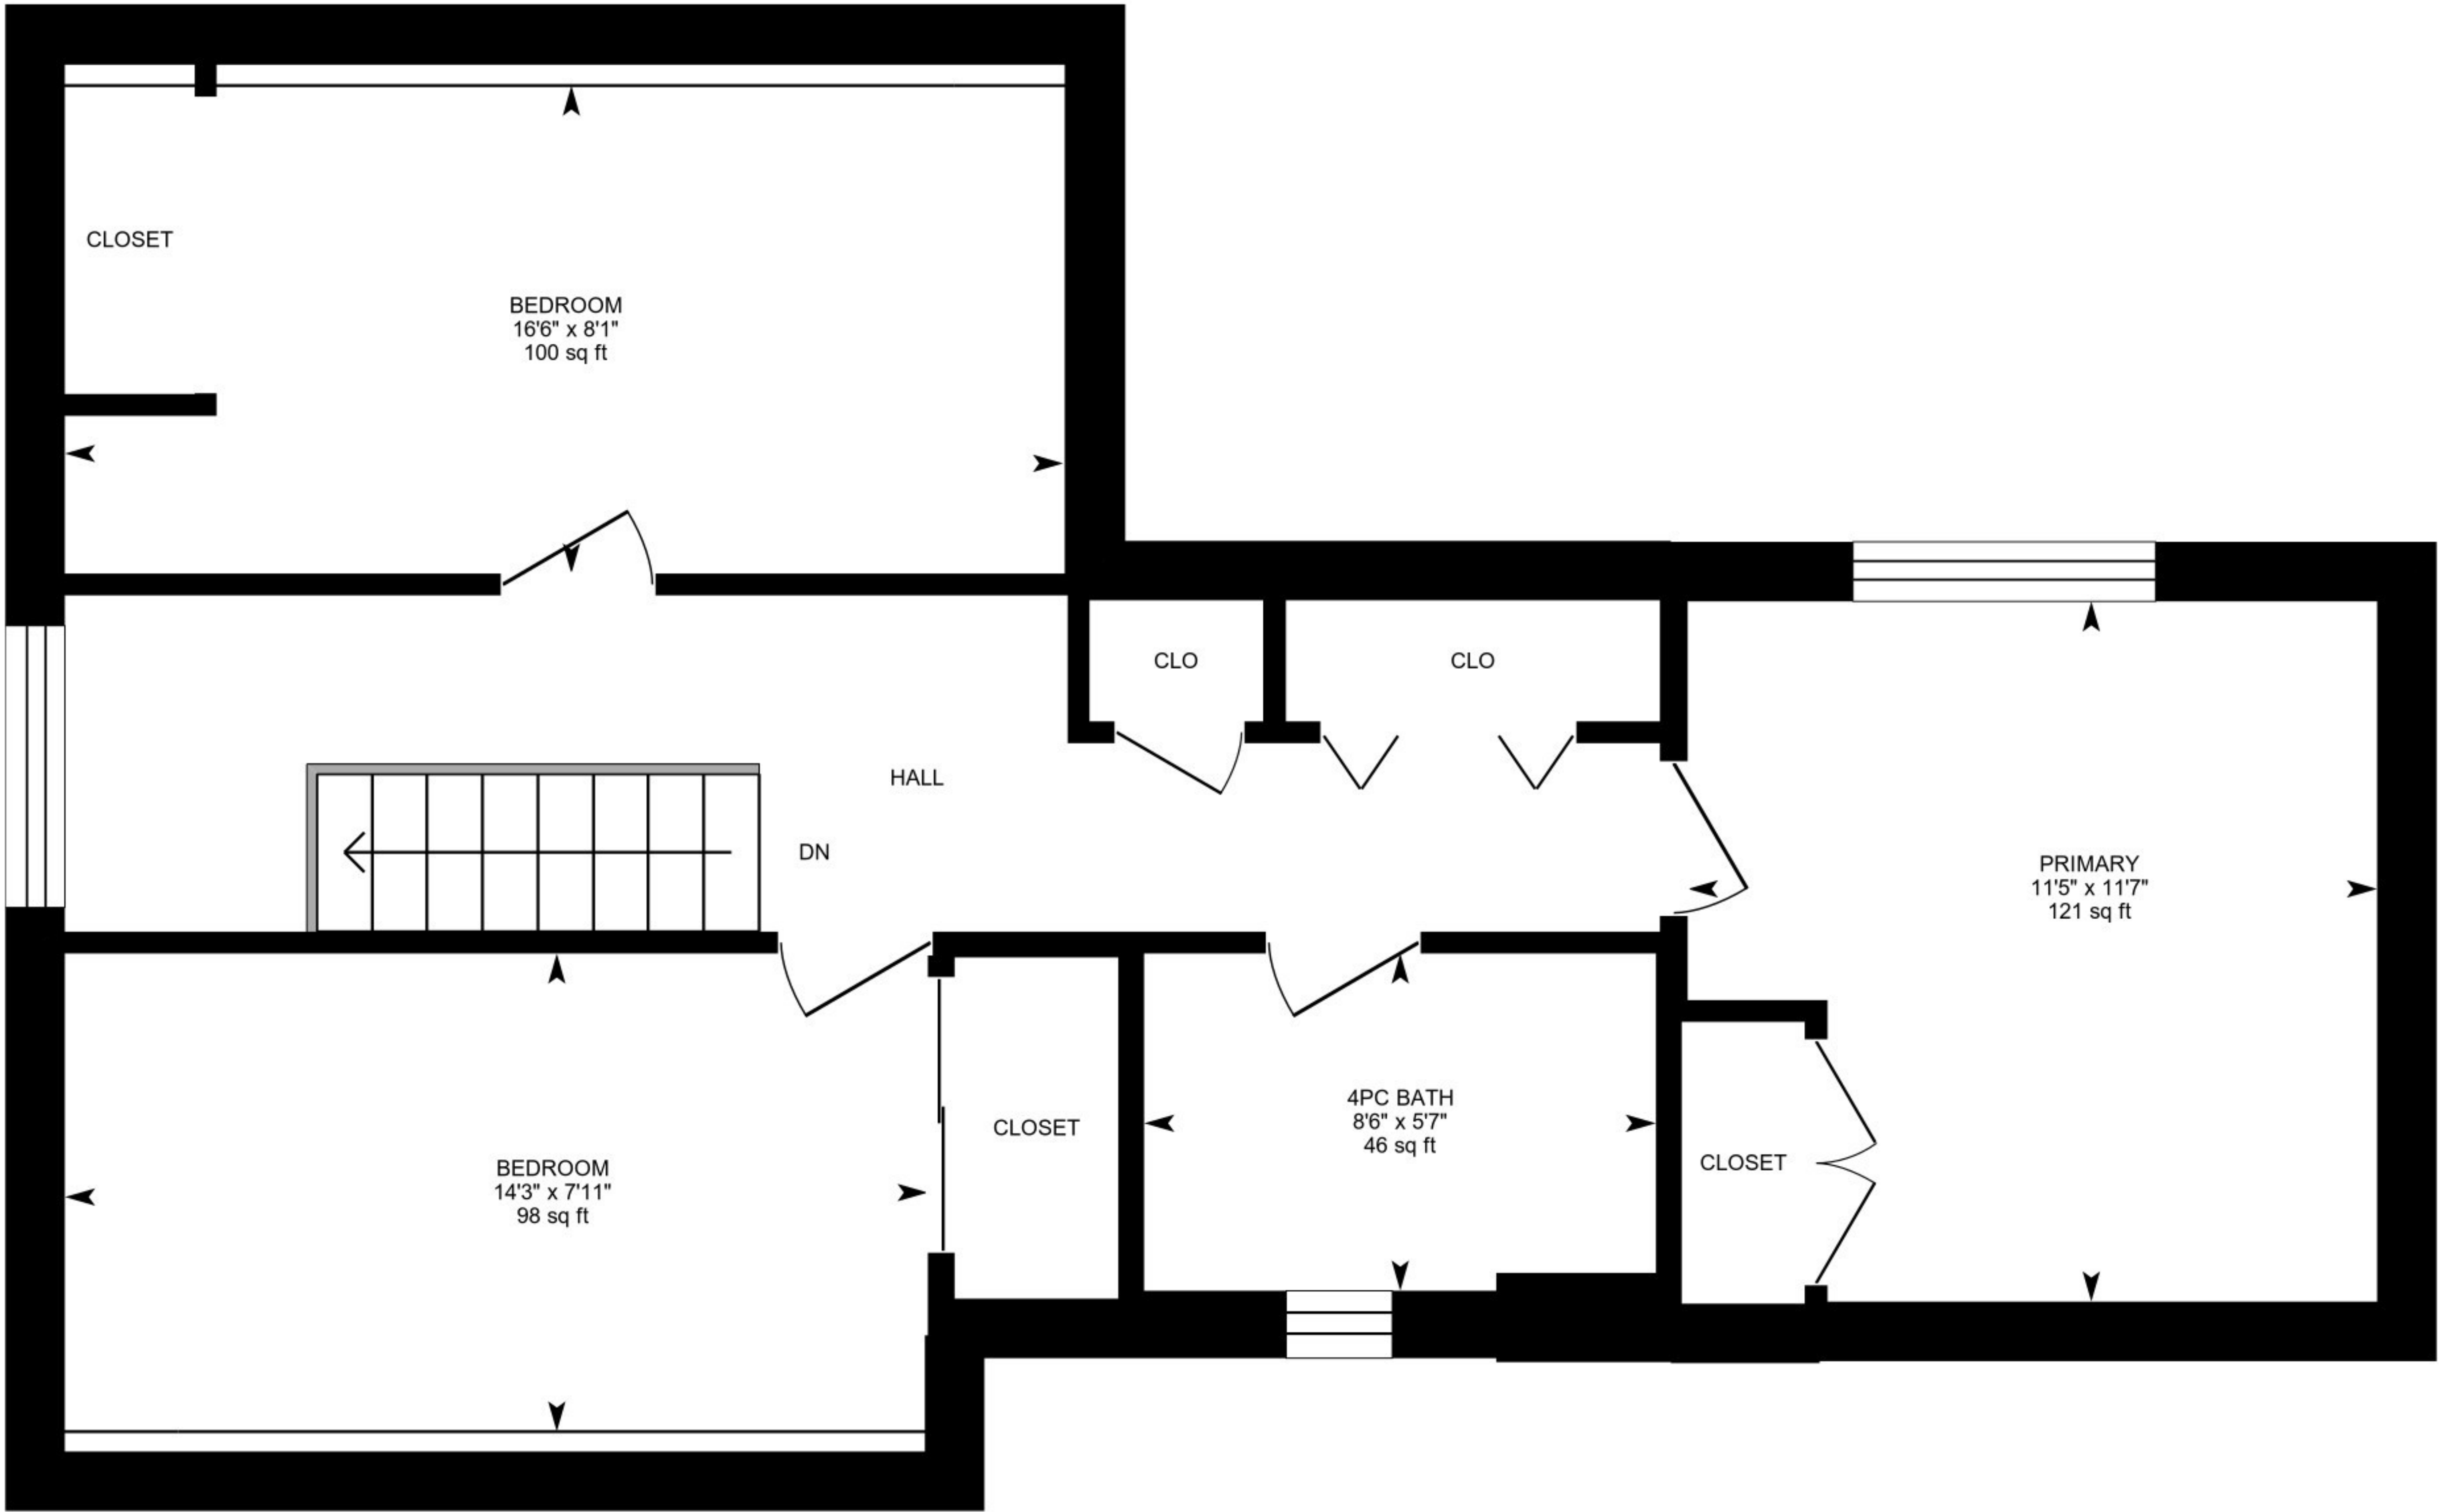 CLOSET
BEDROOM
16'6" x 8'1"
100 sq ft
CLO
CLO
HALL
DN
PRIMARY
11'5" x 11'7"
121 sq ft
4PC BATH
8'6" x 5'7"
46 sq ft
CLOSET
CLOSET
BEDROOM
14'3" x 7'11"
98 sq ft